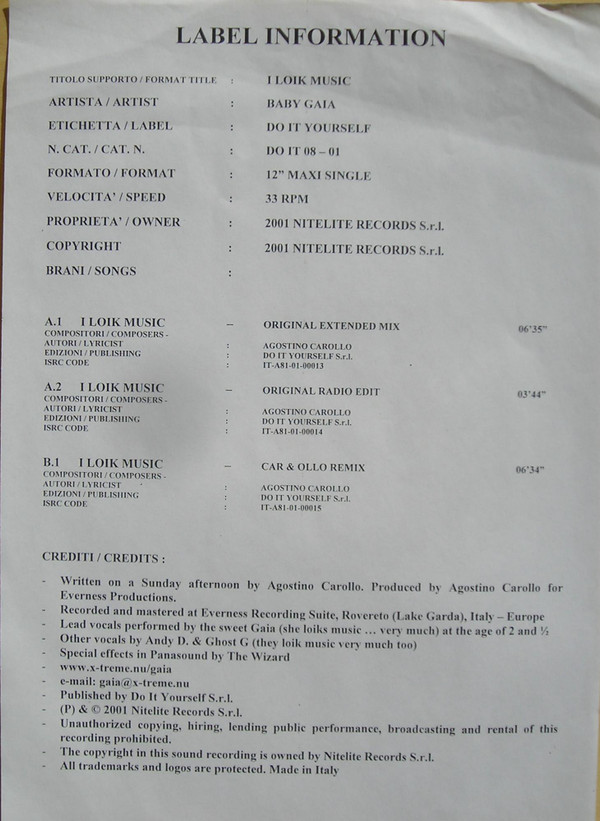 LABEL INFORMATION
TITOLO SUPPORTO / FORMAT TITLE : I LOIK MUSIC
ARTISTA / ARTIST : BABY GAIA
ETICHETTA / LABEL : DO IT YOURSELF
N. CAT. / CAT. N. : DO IT 08 – 01
FORMATO / FORMAT : 12” MAXI SINGLE
VELOCITA’ / SPEED : 33 RPM
PROPRIETA’ / OWNER : 2001 NITELITE RECORDS S.r.l.
COPYRIGHT : 2001 NITELITE RECORDS S.r.l.
BRANI / SONGS :
A.1 I LOIK MUSIC – ORIGINAL EXTENDED MIX 06’35”
COMPOSITORI / COMPOSERS -
AUTORI / LYRICIST : AGOSTINO CAROLLO
EDIZIONI / PUBLISHING : DO IT YOURSELF S.r.l.
ISRC CODE : IT-A81-01-00013
A.2 I LOIK MUSIC – ORIGINAL RADIO EDIT 03’44”
COMPOSITORI / COMPOSERS -
AUTORI / LYRICIST : AGOSTINO CAROLLO
EDIZIONI / PUBLISHING : DO IT YOURSELF S.r.l.
ISRC CODE : IT-A81-01-00014
B.1 I LOIK MUSIC – CAR & OLLO REMIX 06’34”
COMPOSITORI / COMPOSERS -
AUTORI / LYRICIST : AGOSTINO CAROLLO
EDIZIONI / PUBLISHING : DO IT YOURSELF S.r.l.
ISRC CODE : IT-A81-01-00015
CREDITI / CREDITS :
- Written on a Sunday afternoon by Agostino Carollo. Produced by Agostino Carollo for
Everness Productions.
- Recorded and mastered at Everness Recording Suite, Rovereto (Lake Garda), Italy – Europe
- Lead vocals performed by the sweet Gaia (she loiks music ... very much) at the age of 2 and ½
- Other vocals by Andy D. & Ghost G (they loik music very much too)
- Special effects in Panasound by The Wizard
- www.x-treme.nu/gaia
- e-mail: gaia@x-treme.nu
- Published by Do It Yourself S.r.l.
- (P) & © 2001 Nitelite Records S.r.l.
- Unauthorized copying, hiring, lending public performance, broadcasting and rental of this
recording prohibited.
- The copyright in this sound recording is owned by Nitelite Records S.r.l.
- All trademarks and logos are protected. Made in Italy